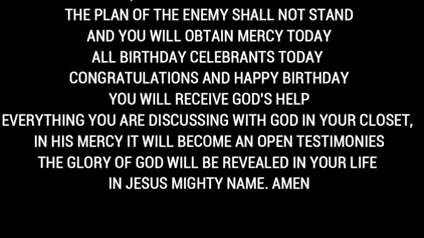 THE PLAN OF THE ENEMY SHALL NOT STAND
AND YOU WILL OBTAIN MERCY TODAY
ALL BIRTHDAY CELEBRANTS TODAY
CONGRATULATIONS AND HAPPY BIRTHDAY
YOU WILL RECEIVE GOD'S HELP
EVERYTHING YOU ARE DISCUSSING WITH GOD IN YOUR CLOSET,
IN HIS MERCY IT WILL BECOME AN OPEN TESTIMONIES
THE GLORY OF GOD WILL BE REVEALED IN YOUR LIFE
IN JESUS MIGHTY NAME. AMEN